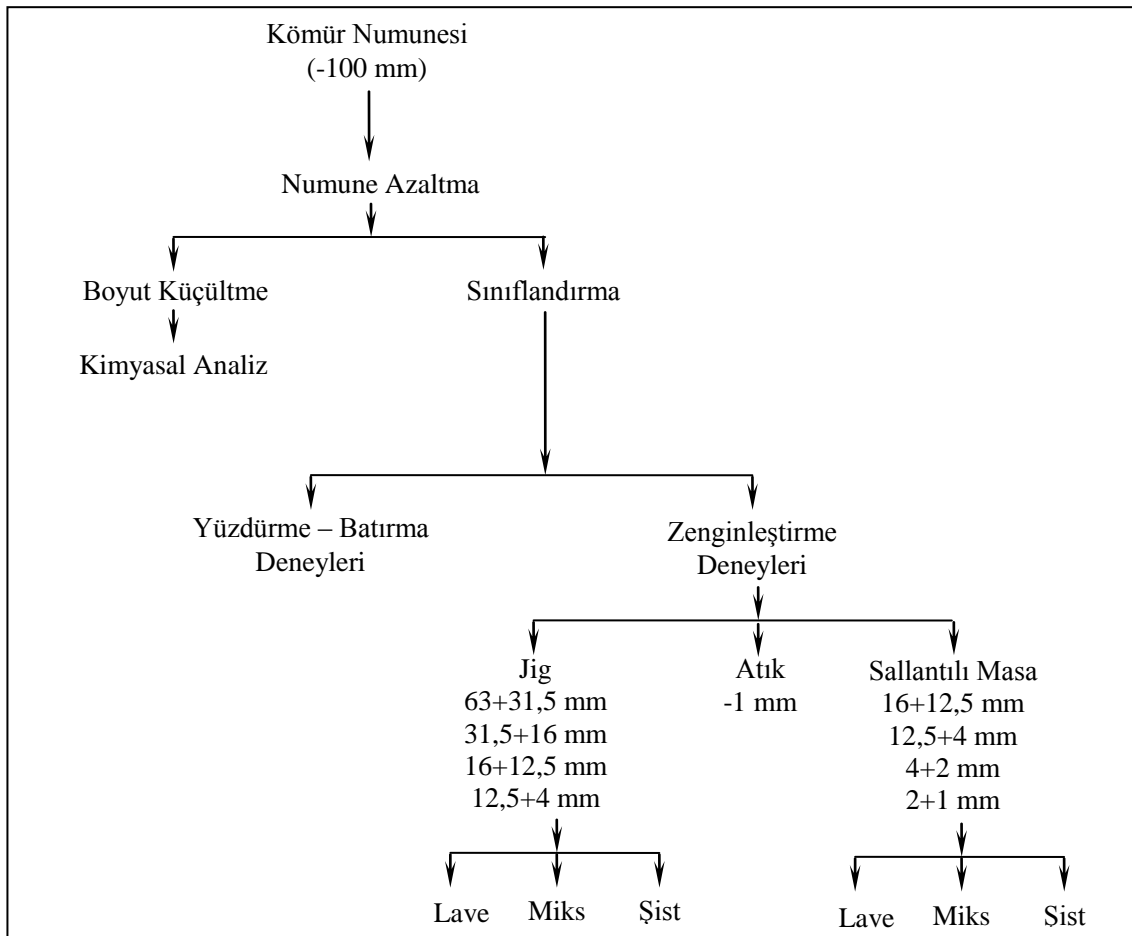 Kömür Numunesi
(-100 mm)
Numune Azaltma
Boyut Küçültme
Sınıflandırma
Kimyasal Analiz
Yüzdürme – Batırma
Deneyleri
Zenginleştirme
Deneyleri
Jig
63+31,5 mm
31,5+16 mm
16+12,5 mm
12,5+4 mm
Atık
-1 mm
Sallantılı Masa
16+12,5 mm
12,5+4 mm
4+2 mm
2+1 mm
Lave
Miks
Şist
Lave
Miks
Şist